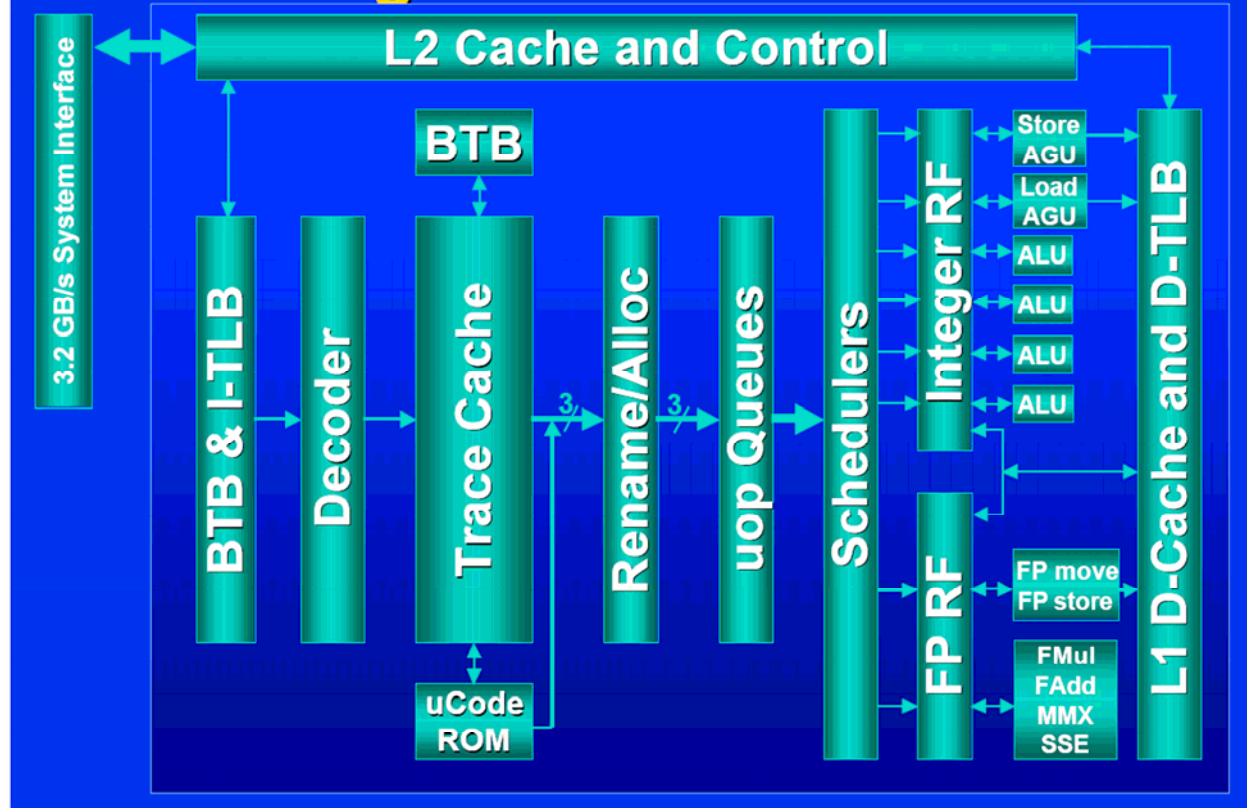 3.2 GB/s System Interface
L2 Cache and Control
BTB & I-TLB
Decoder
BTB
Trace Cache
uCode
ROM
3
Rename/Alloc
3
uop Queues
Schedulers
Integer RF
FP RF
Store
AGU
Load
AGU
ALU
ALU
ALU
ALU
FP move
FP store
FMul
FAdd
MMX
SSE
L1 D-Cache and D-TLB